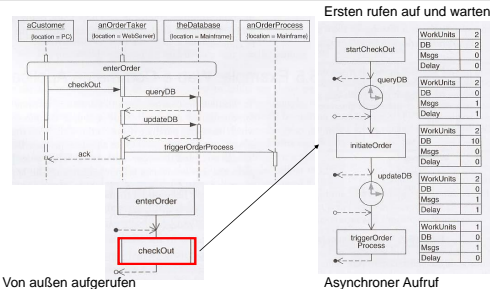 Ersten rufen auf und warten
aCustomer
{location = PC}
anOrderTaker
{location = WebServer}
theDatabase
{location = Mainframe}
anOrderProcess
{location = Mainframe}
enterOrder
checkOut
queryDB
updateDB
triggerOrderProcess
ack
enterOrder
checkOut
Von außen aufgerufen
startCheckOut
WorkUnits 2
DB 2
Msgs 0
Delay 0
queryDB
WorkUnits 2
DB 0
Msgs 1
Delay 1
initiateOrder
WorkUnits 2
DB 10
Msgs 0
Delay 0
updateDB
WorkUnits 2
DB 0
Msgs 1
Delay 1
triggerOrder
Process
WorkUnits 1
DB 0
Msgs 1
Delay 0
Asynchroner Aufruf